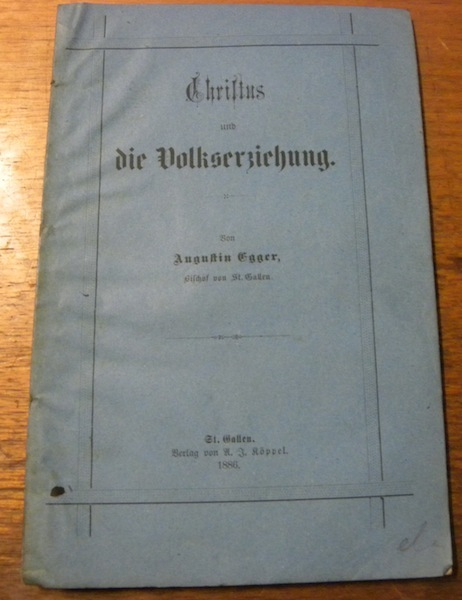 Christus
und
die Volkserziehung.
Von
Augustin Egger,
Bischof von St. Gallen.
St. Gallen.
Verlag von A. J. Köppel.
1886.